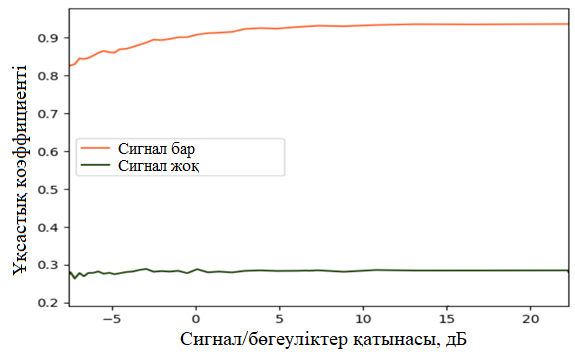 0.9
0.8
0.7
0.6
0.5
0.4
0.3
0.2
Ұқсастық коэффициенті
Сигнал бар
Сигнал жоқ
−5 0 5 10 15 20
Сигнал/бөгеуліктер қатынасы, дБ